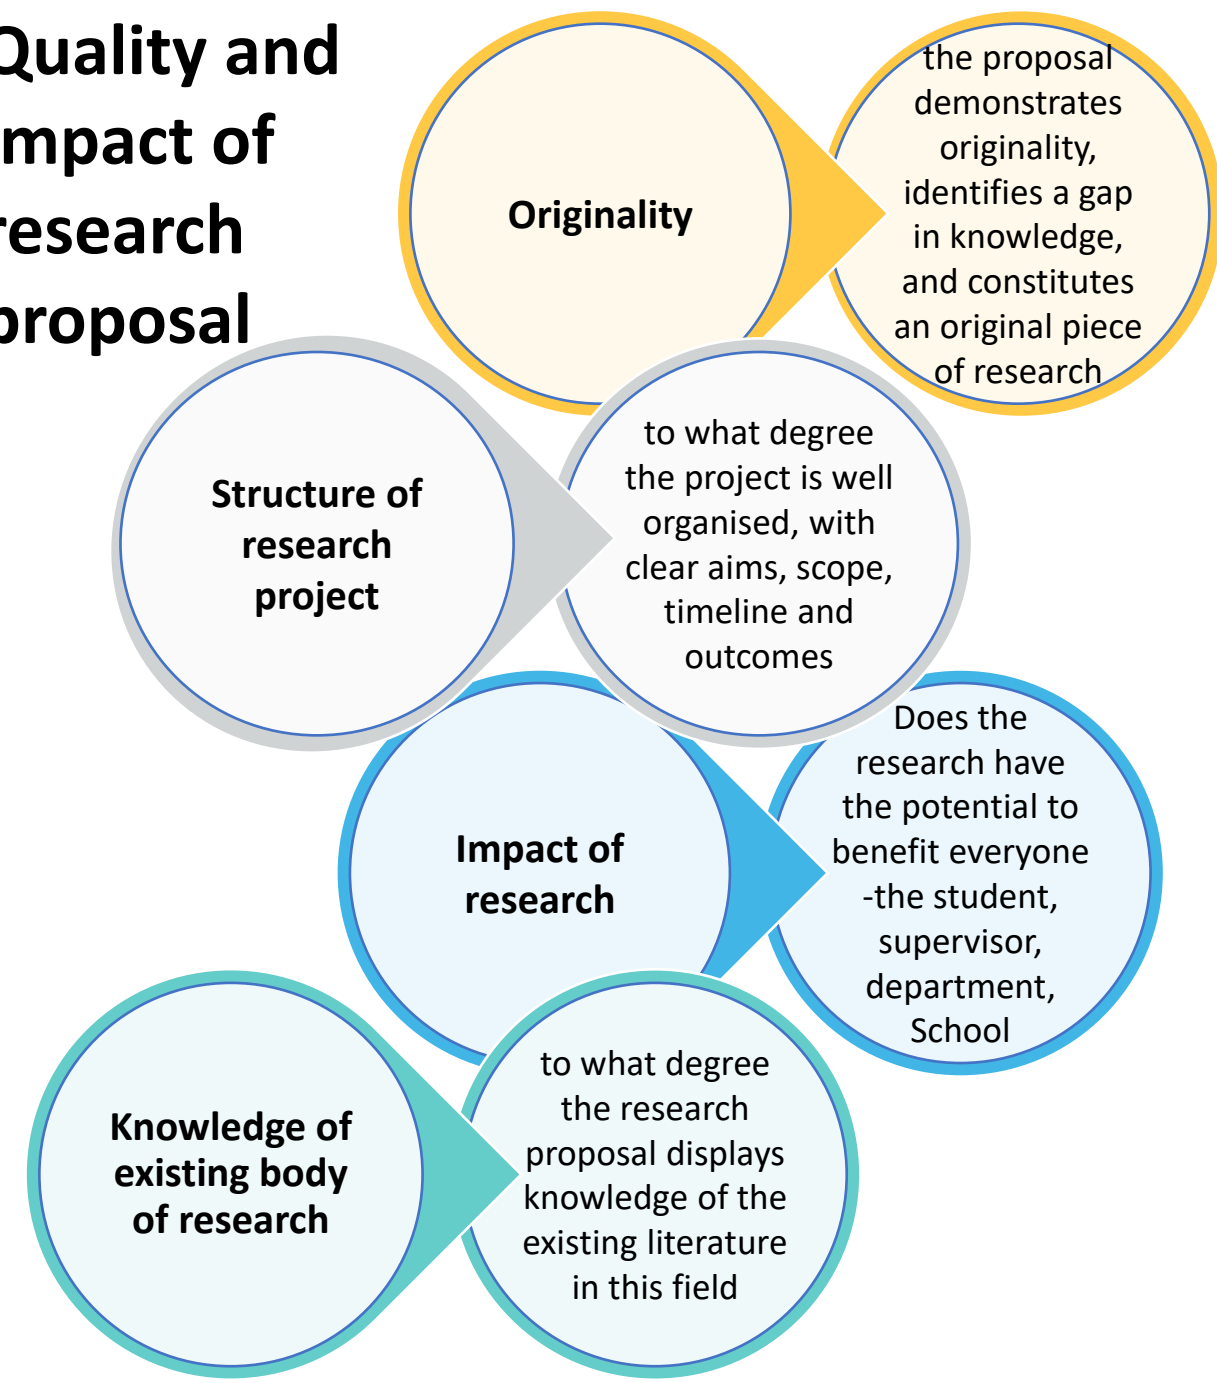 Quality and
impact of
research
proposal
Originality
the proposal
demonstrates
originality,
identifies a gap
in knowledge,
and constitutes
an original piece
of research
Structure of
research
project
to what degree
the project is well
organised, with
clear aims, scope,
timeline and
outcomes
Impact of
research
Does the
research have
the potential to
benefit everyone
-the student,
supervisor,
department,
School
Knowledge of
existing body
of research
to what degree
the research
proposal displays
knowledge of the
existing literature
in this field